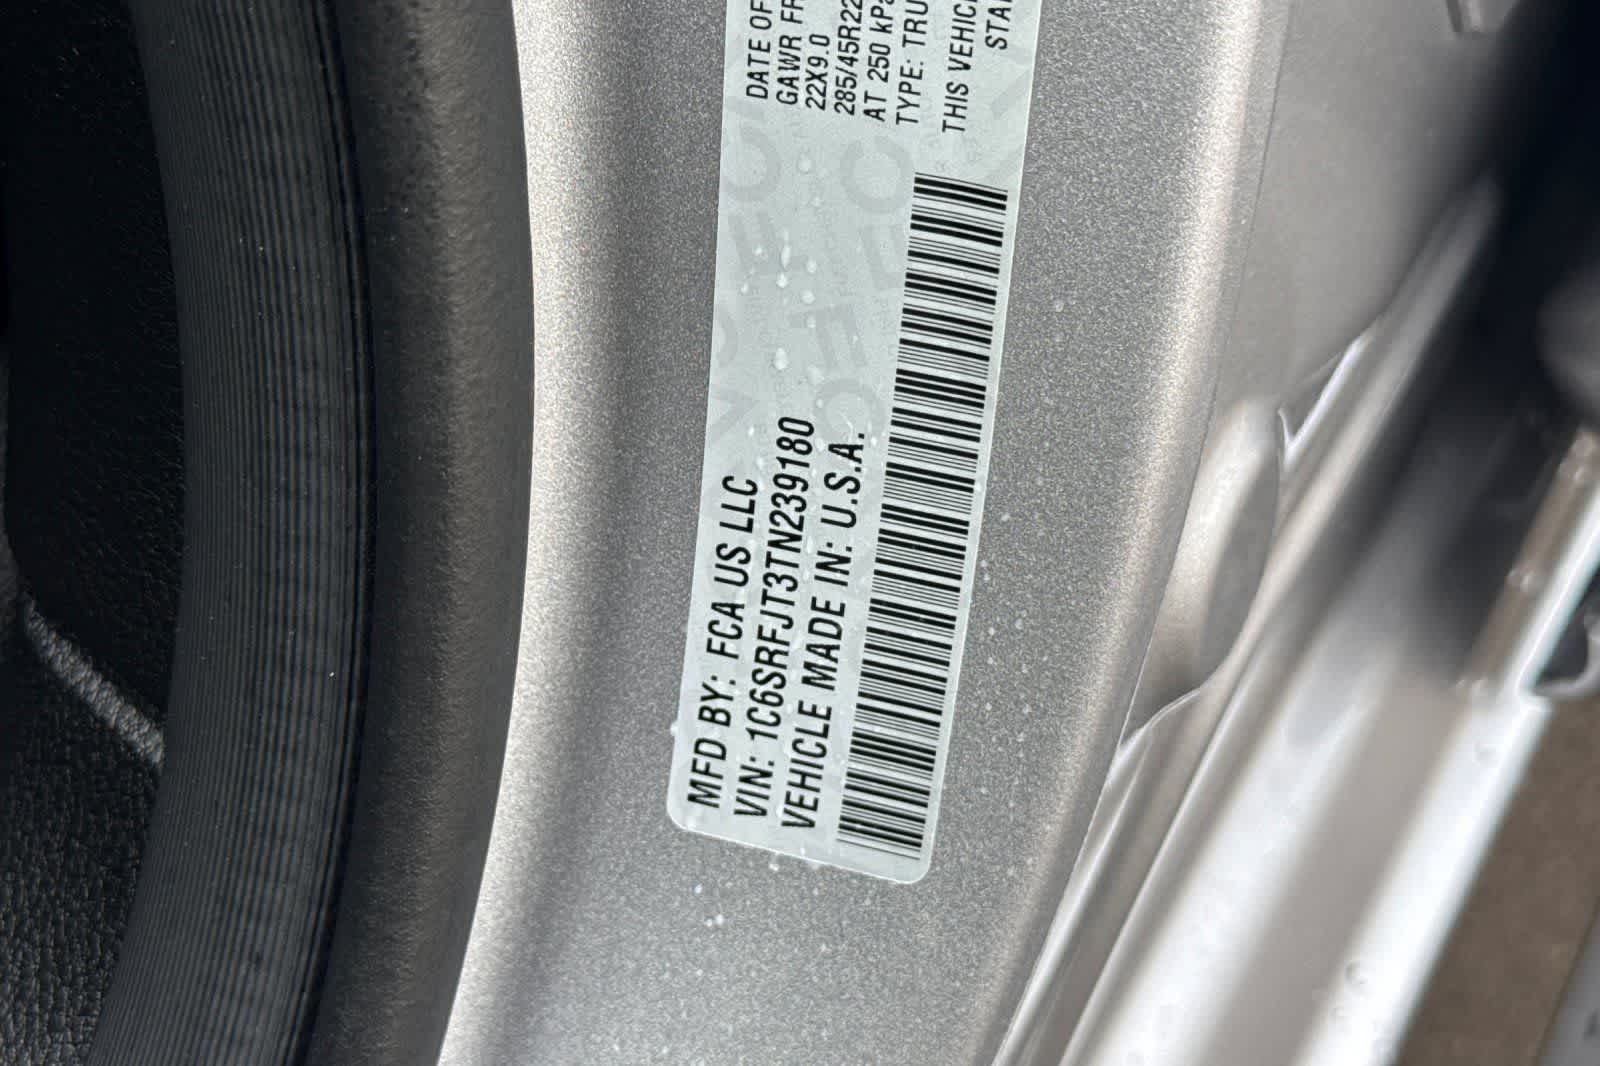 MFD BY: FCA US LLC
VIN: 1C6SRFJT3TN239180
VEHICLE MADE IN: U.S.A.
DATE OF
GAWR FR
22X9.0
285/45R22
AT 250 kPa
TYPE: TRU
THIS VEHIC
STA